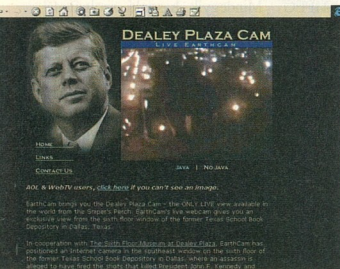 DEALEY PLAZA CAM
LIVE EARTHCAM
HOME
LINKS
CONTACT US
JAVA | NO JAVA
AOL & WebTV users, click here if you can't see an image.
EarthCam brings you the Dealey Plaza Cam - the ONLY LIVE view available in
the world from the Sniper's Perch. EarthCam's live webcam gives you an
exclusive view from the sixth floor window of the former Texas School Book
Depository in Dallas, Texas.
In cooperation with The Sixth Floor Museum at Dealey Plaza, EarthCam has
positioned an Internet camera in the southeast window on the sixth floor of
the former Texas School Book Depository in Dallas, where an assassin is
alleged to have fired the shots that killed President John F. Kennedy and